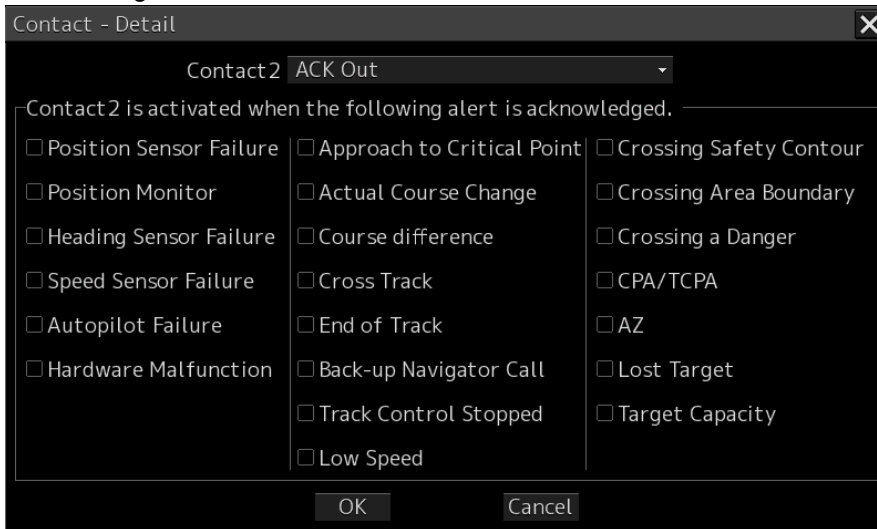 Contact - Detail
Contact2 ACK Out
Contact2 is activated when the following alert is acknowledged.
Position Sensor Failure
Position Monitor
Heading Sensor Failure
Speed Sensor Failure
Autopilot Failure
Hardware Malfunction
Approach to Critical Point
Actual Course Change
Course difference
Cross Track
End of Track
Back-up Navigator Call
Track Control Stopped
Low Speed
Crossing Safety Contour
Crossing Area Boundary
Crossing a Danger
CPA/TCPA
AZ
Lost Target
Target Capacity
OK Cancel